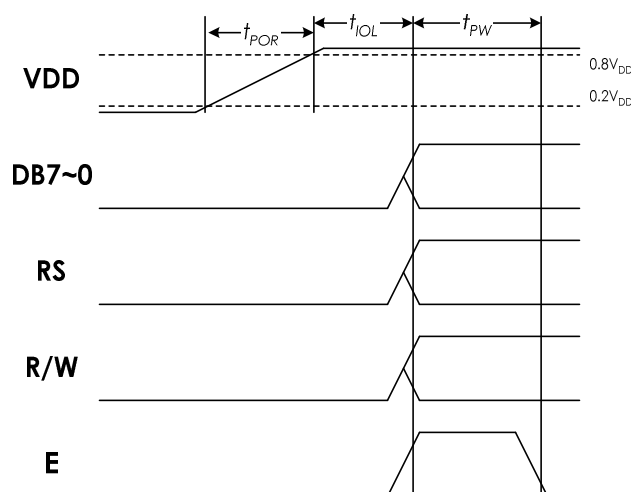 tPOR
tIOL
tPW
VDD
0.8VDD
0.2VDD
DB7~0
RS
R/W
E